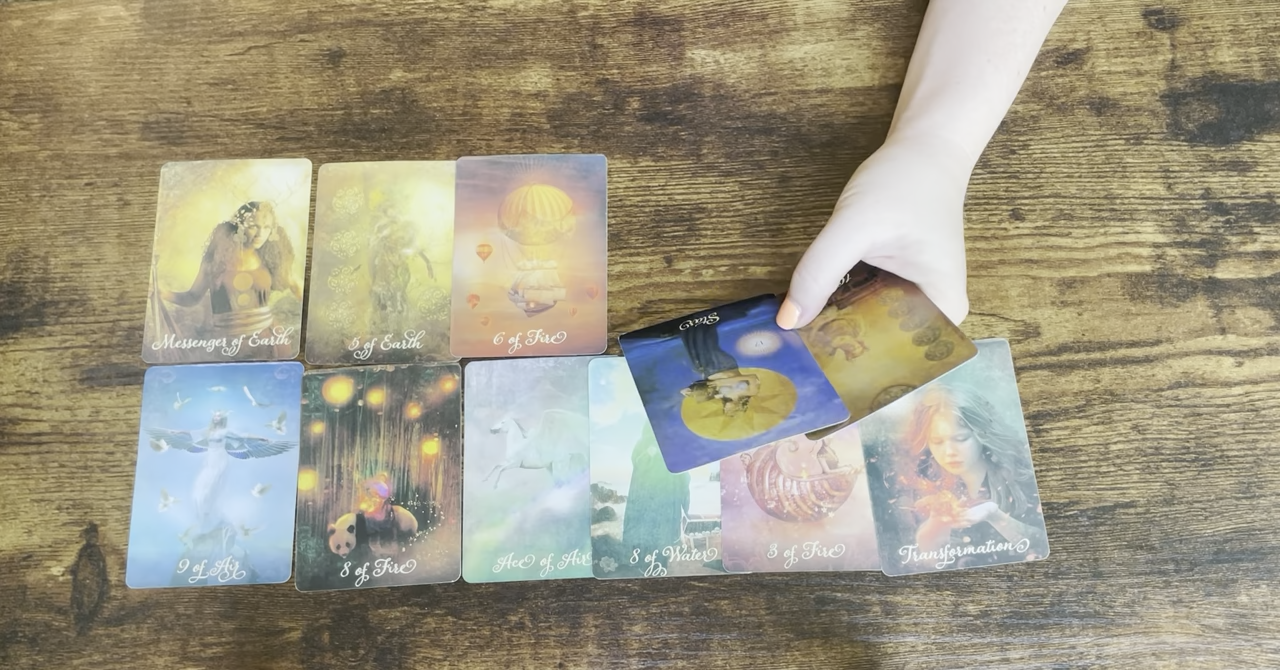 Messenger of Earth
5 of Earth
6 of Fire
Star
9 of Air
8 of Fire
Ace of Air
8 of Water
3 of Fire
Transformation